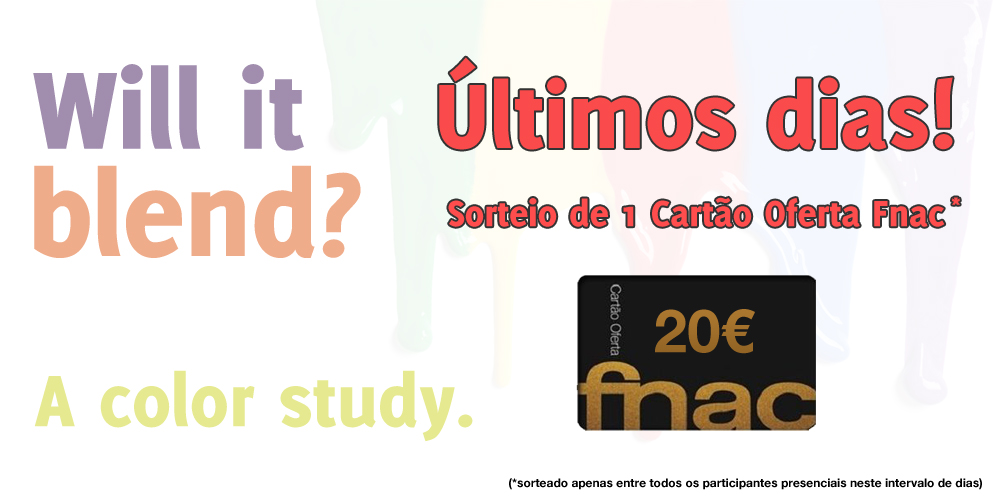 Will it
blend?
A color study.
Últimos dias!
Sorteio de 1 Cartão Oferta Fnac*
Cartão Oferta
20€
fnac
(*sorteado apenas entre todos os participantes presenciais neste intervalo de dias)